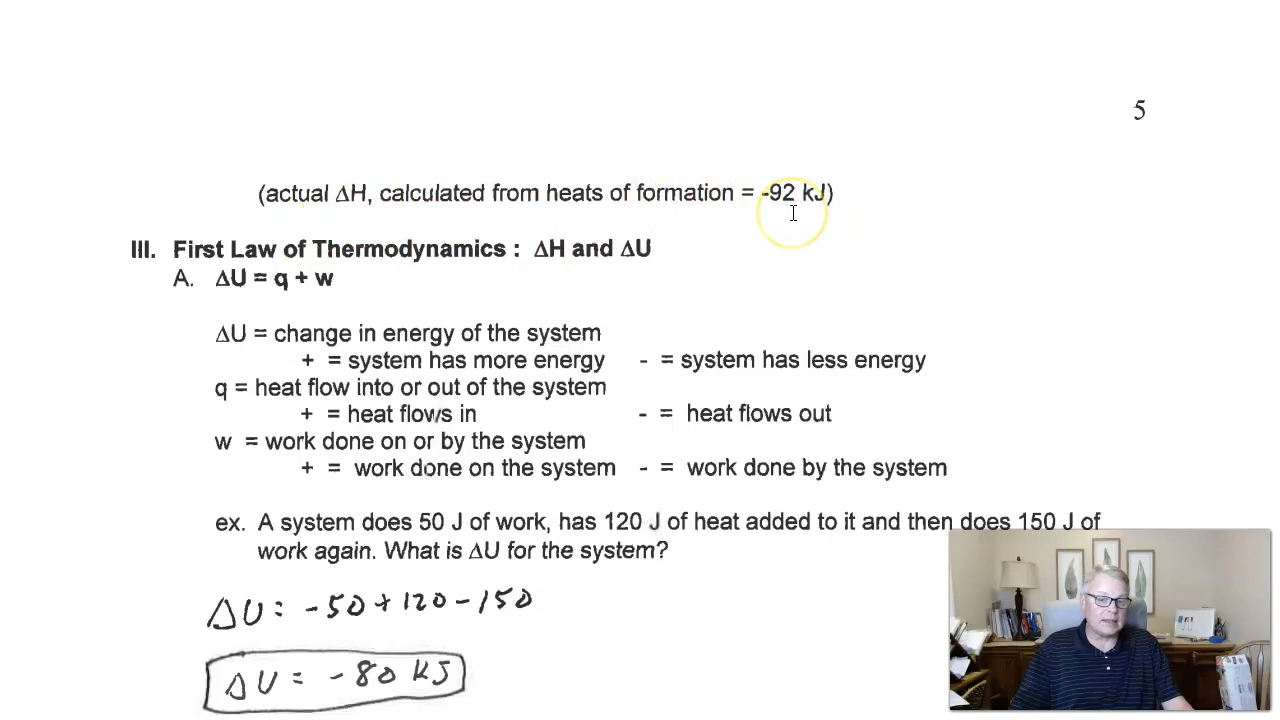 5
(actual ΔH, calculated from heats of formation = -92 kJ)
III. First Law of Thermodynamics : ΔH and ΔU
A. ΔU = q + w
ΔU = change in energy of the system
+ = system has more energy - = system has less energy
q = heat flow into or out of the system
+ = heat flows in - = heat flows out
w = work done on or by the system
+ = work done on the system - = work done by the system
ex. A system does 50 J of work, has 120 J of heat added to it and then does 150 J of
work again. What is ΔU for the system?
ΔU = -50 + 120 - 150
ΔU = -80 KJ